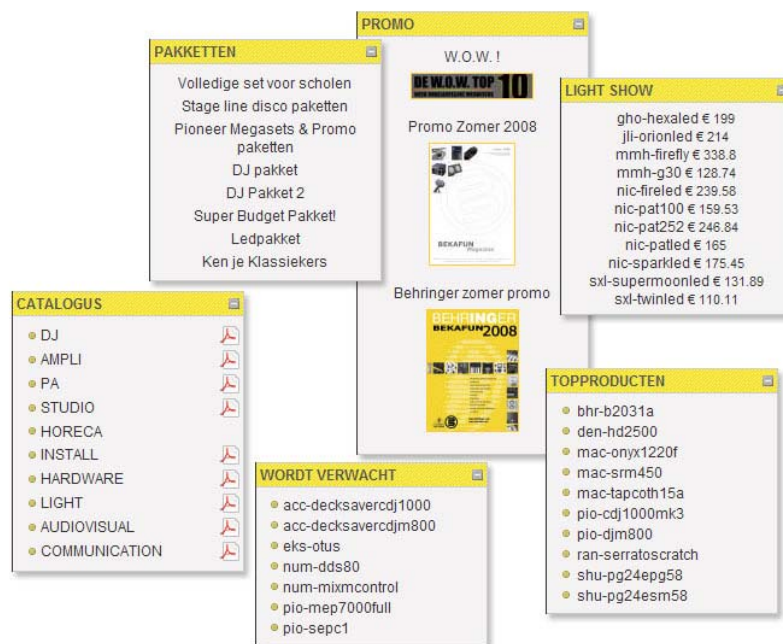 PAKKETTEN
Volledige set voor scholen
Stage line disco paketten
Pioneer Megasets & Promo
paketten
DJ pakket
DJ Pakket 2
Super Budget Pakket!
Ledpakket
Ken je Klassiekers
PROMO
W.O.W. !
DE W.O.W. TOP 10
Promo Zomer 2008
BEKAFUN
Magazine
Behringer zomer promo
BEHRINGER
BEKAFUN2008
LIGHT SHOW
gho-hexaled € 199
jli-orionled € 214
mmh-firefly € 338.8
mmh-g30 € 128.74
nic-fireled € 239.58
nic-pat100 € 159.53
nic-pat252 € 246.84
nic-patled € 165
nic-sparkled € 175.45
sxl-supermoonled € 131.89
sxl-twinled € 110.11
CATALOGUS
DJ
AMPLI
PA
STUDIO
HORECA
INSTALL
HARDWARE
LIGHT
AUDIOVISUAL
COMMUNICATION
WORDT VERWACHT
acc-decksavercdj1000
acc-decksavercdjm800
eks-otus
num-dds80
num-mixmcontrol
pio-mep7000full
pio-sepc1
TOPPRODUCTEN
bhr-b2031a
den-hd2500
mac-onyx1220f
mac-srm450
mac-tapcoth15a
pio-cdj1000mk3
pio-djm800
ran-serratoscratch
shu-pg24epg58
shu-pg24esm58